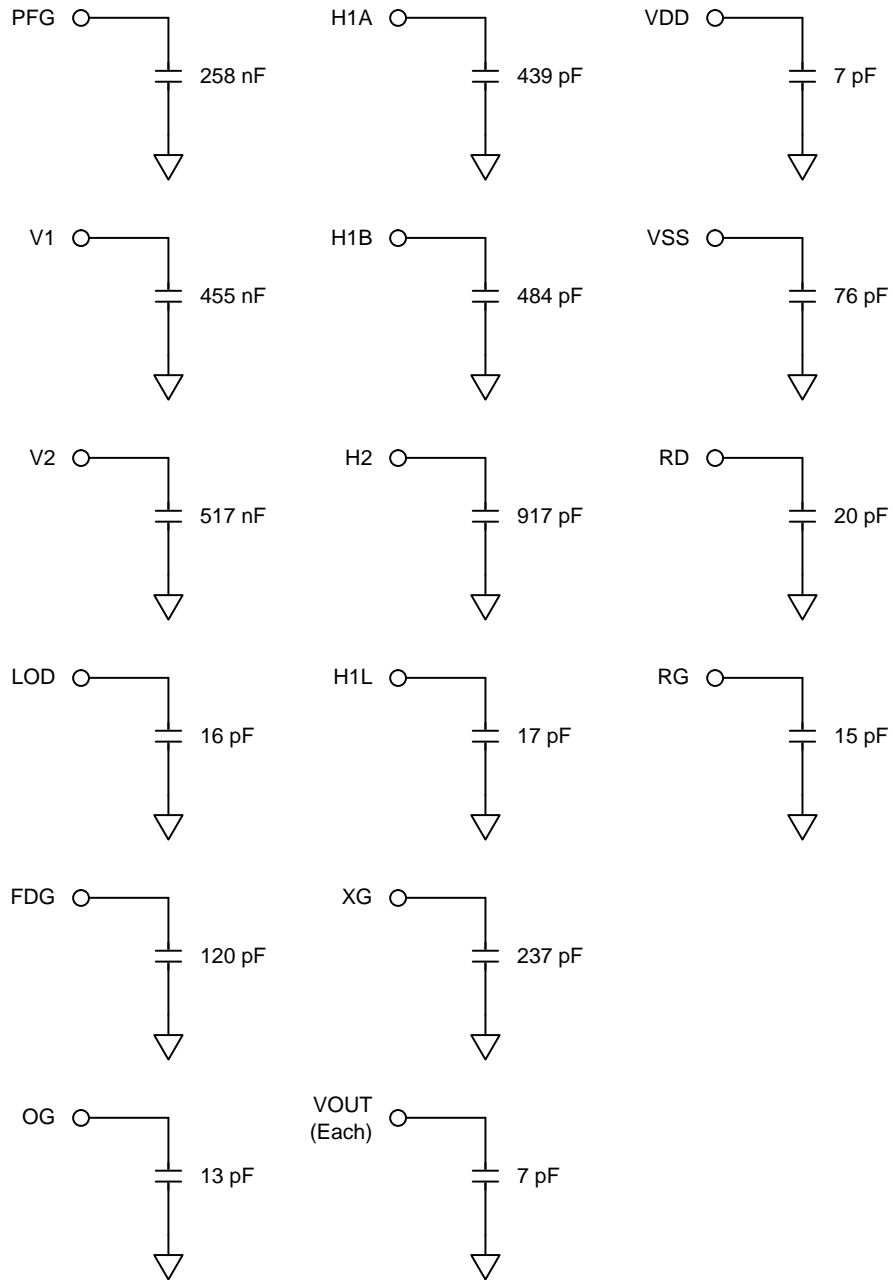 PFG
258 nF
H1A
439 pF
VDD
7 pF
V1
455 nF
H1B
484 pF
VSS
76 pF
V2
517 nF
H2
917 pF
RD
20 pF
LOD
16 pF
H1L
17 pF
RG
15 pF
FDG
120 pF
XG
237 pF
OG
13 pF
VOUT
(Each)
7 pF